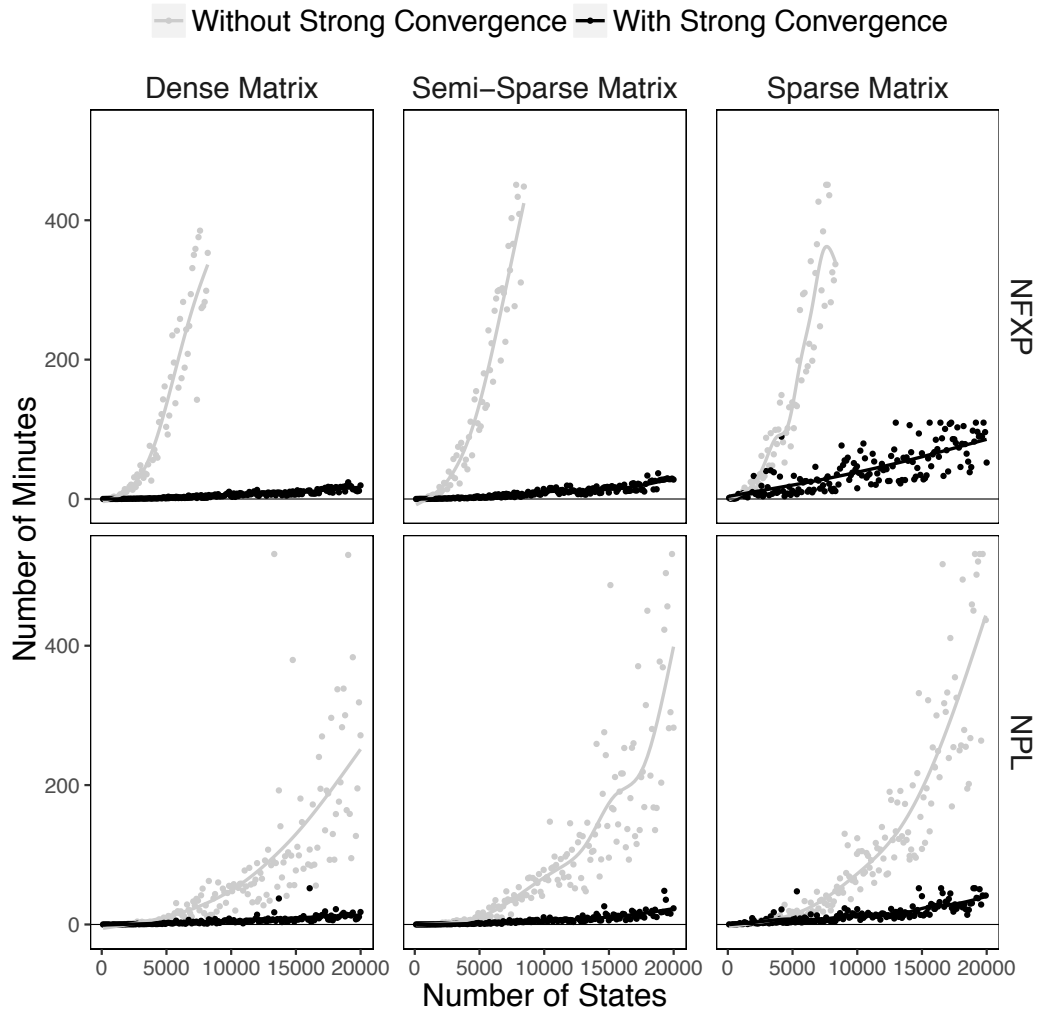 Without Strong Convergence With Strong Convergence
Dense Matrix Semi-Sparse Matrix Sparse Matrix
400
200
0
NFXP
Number of Minutes
400
200
0
NPL
0 5000 10000 15000 20000 0 5000 10000 15000 20000 0 5000 10000 15000 20000
Number of States